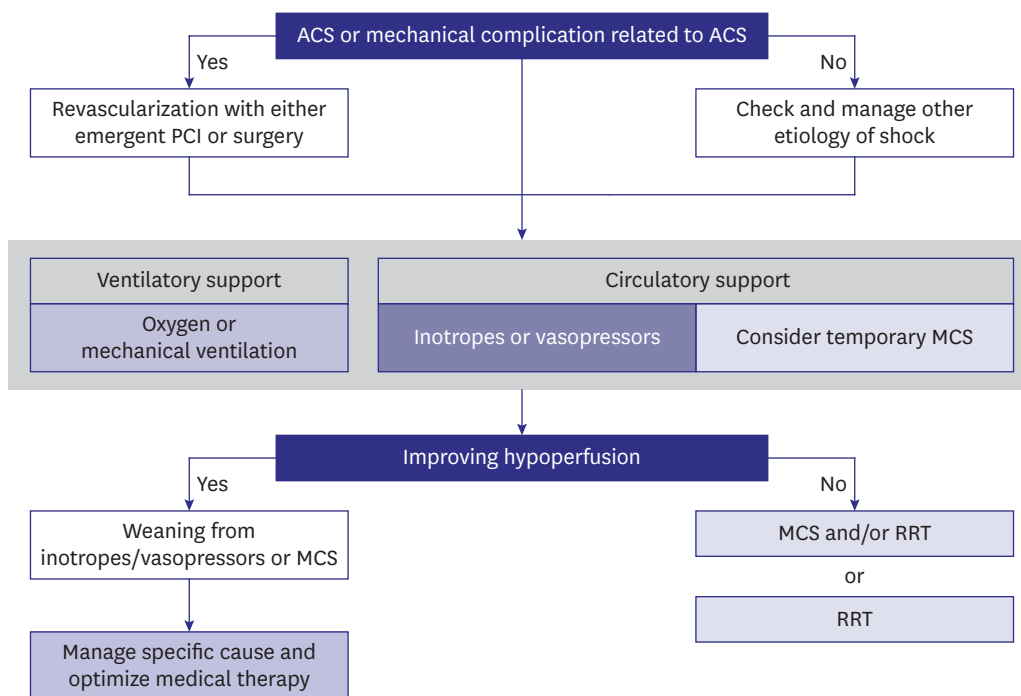 ACS or mechanical complication related to ACS
Yes
No
Revascularization with either
emergent PCI or surgery
Check and manage other
etiology of shock
Ventilatory support
Circulatory support
Oxygen or
mechanical ventilation
Inotropes or vasopressors
Consider temporary MCS
Improving hypoperfusion
Yes
No
Weaning from
inotropes/vasopressors or MCS
MCS and/or RRT
or
RRT
Manage specific cause and
optimize medical therapy